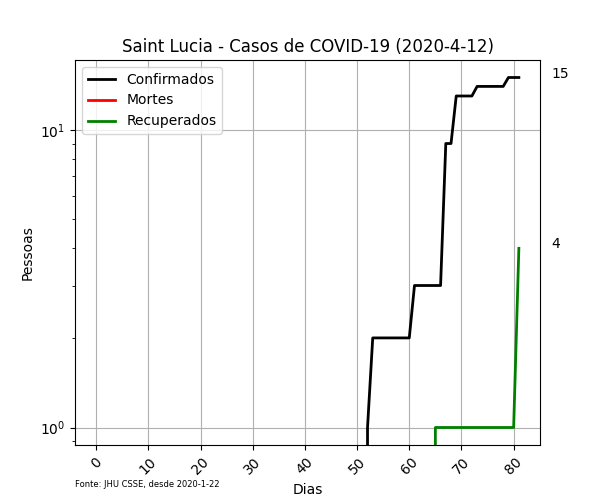 Saint Lucia - Casos de COVID-19 (2020-4-12)
Confirmados
Mortes
Recuperados
15
4
10¹
10⁰
Pessoas
0 10 20 30 40 50 60 70 80
Dias
Fonte: JHU CSSE, desde 2020-1-22